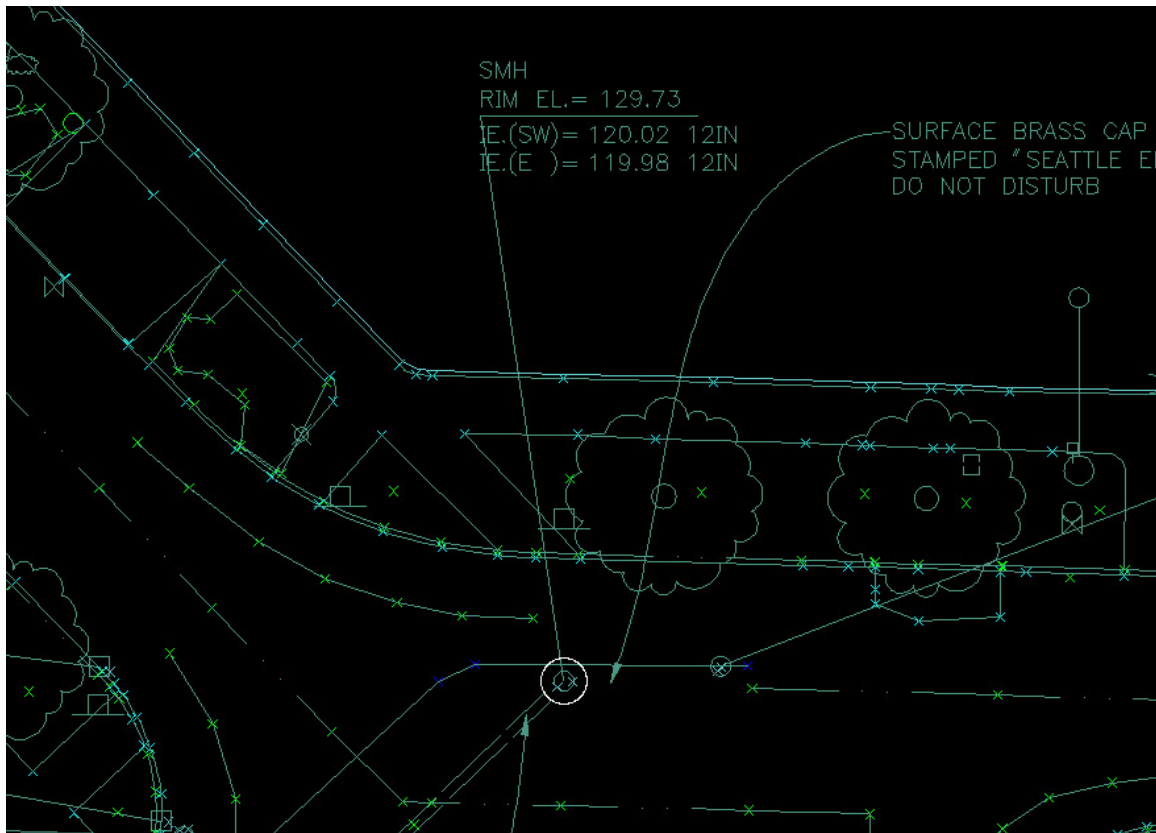 SMH
RIM EL.= 129.73
IE.(SW)= 120.02 12IN
IE.(E )= 119.98 12IN
SURFACE BRASS CAP
STAMPED "SEATTLE
DO NOT DISTURB